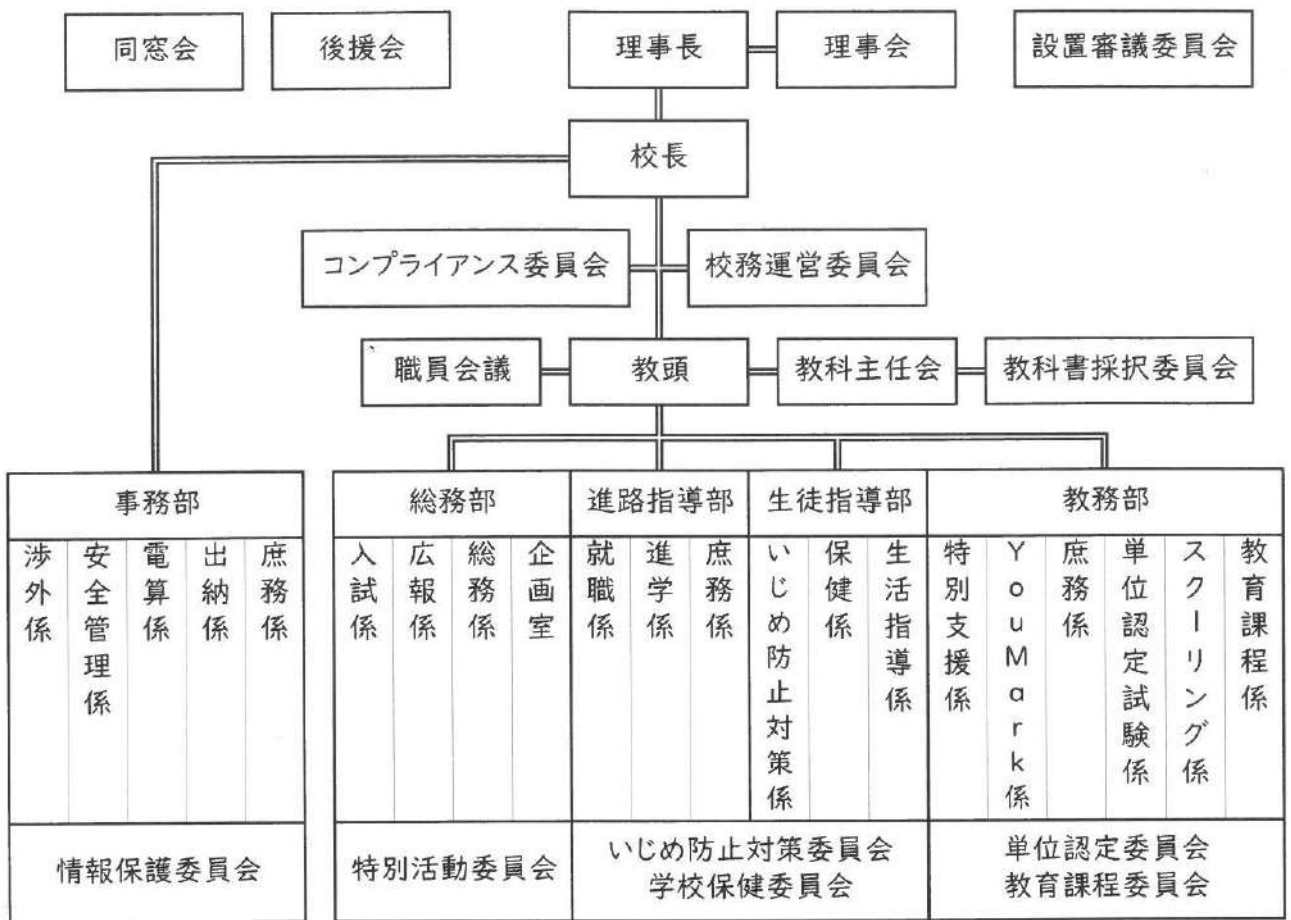 同窓会
後援会
理事長
理事会
設置審議委員会
校長
コンプライアンス委員会
校務運営委員会
職員会議
教頭
教科主任会
教科書採択委員会
事務部
総務部
進路指導部
生徒指導部
教務部
渉外係
安全管理係
電算係
出納係
庶務係
入試係
広報係
総務係
企画室
就職係
進学係
庶務係
いじめ防止対策係
保健係
生活指導係
特別支援係
YouMark係
庶務係
単位認定試験係
スクーリング係
教育課程係
情報保護委員会
特別活動委員会
いじめ防止対策委員会
学校保健委員会
単位認定委員会
教育課程委員会